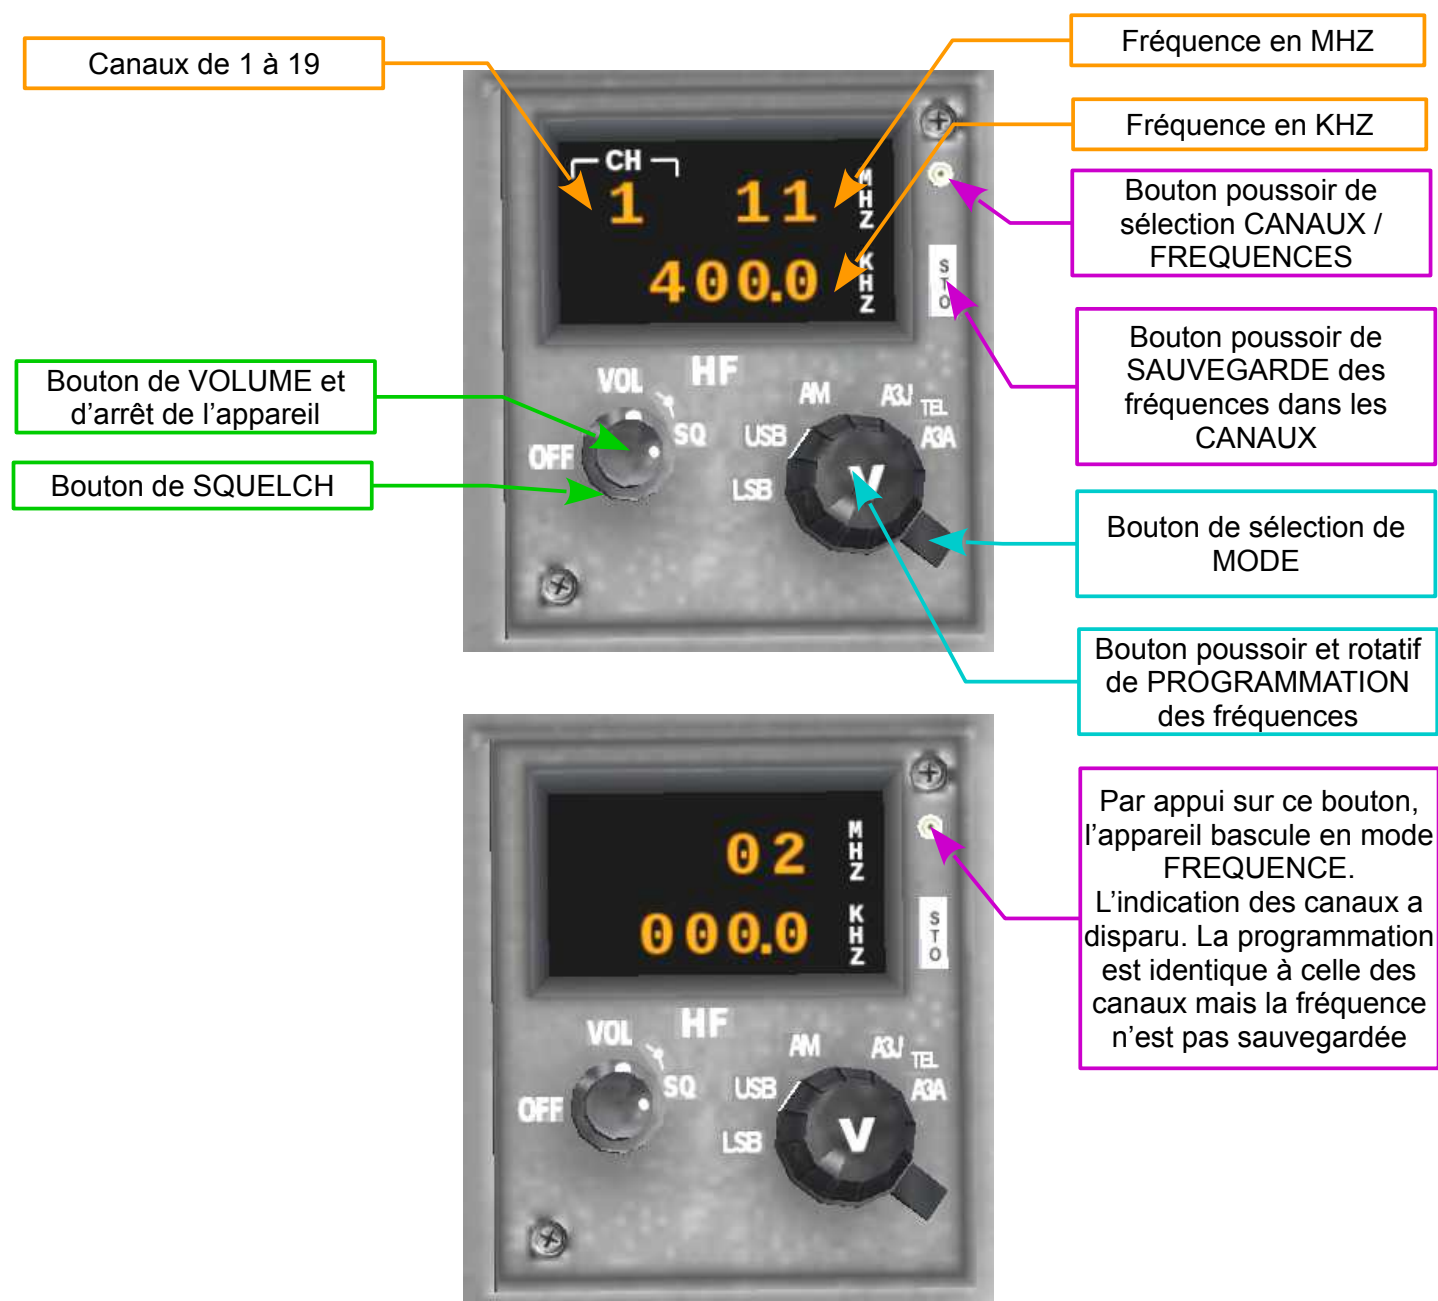 Canaux de 1 à 19
Fréquence en MHZ
Fréquence en KHZ
Bouton poussoir de
sélection CANAUX /
FREQUENCES
Bouton poussoir de
SAUVEGARDE des
fréquences dans les
CANAUX
Bouton de VOLUME et
d’arrêt de l’appareil
Bouton de SQUELCH
Bouton de sélection de
MODE
Bouton poussoir et rotatif
de PROGRAMMATION
des fréquences
CH
1 11 MHZ
400.0 KHZ
STO
HF
VOL
SQ
OFF
AM
A3J
TEL
A3A
USB
LSB
V
02 MHZ
000.0 KHZ
STO
HF
VOL
SQ
OFF
AM
A3J
TEL
A3A
USB
LSB
V
Par appui sur ce bouton,
l’appareil bascule en mode
FREQUENCE.
L’indication des canaux a
disparu. La programmation
est identique à celle des
canaux mais la fréquence
n’est pas sauvegardée